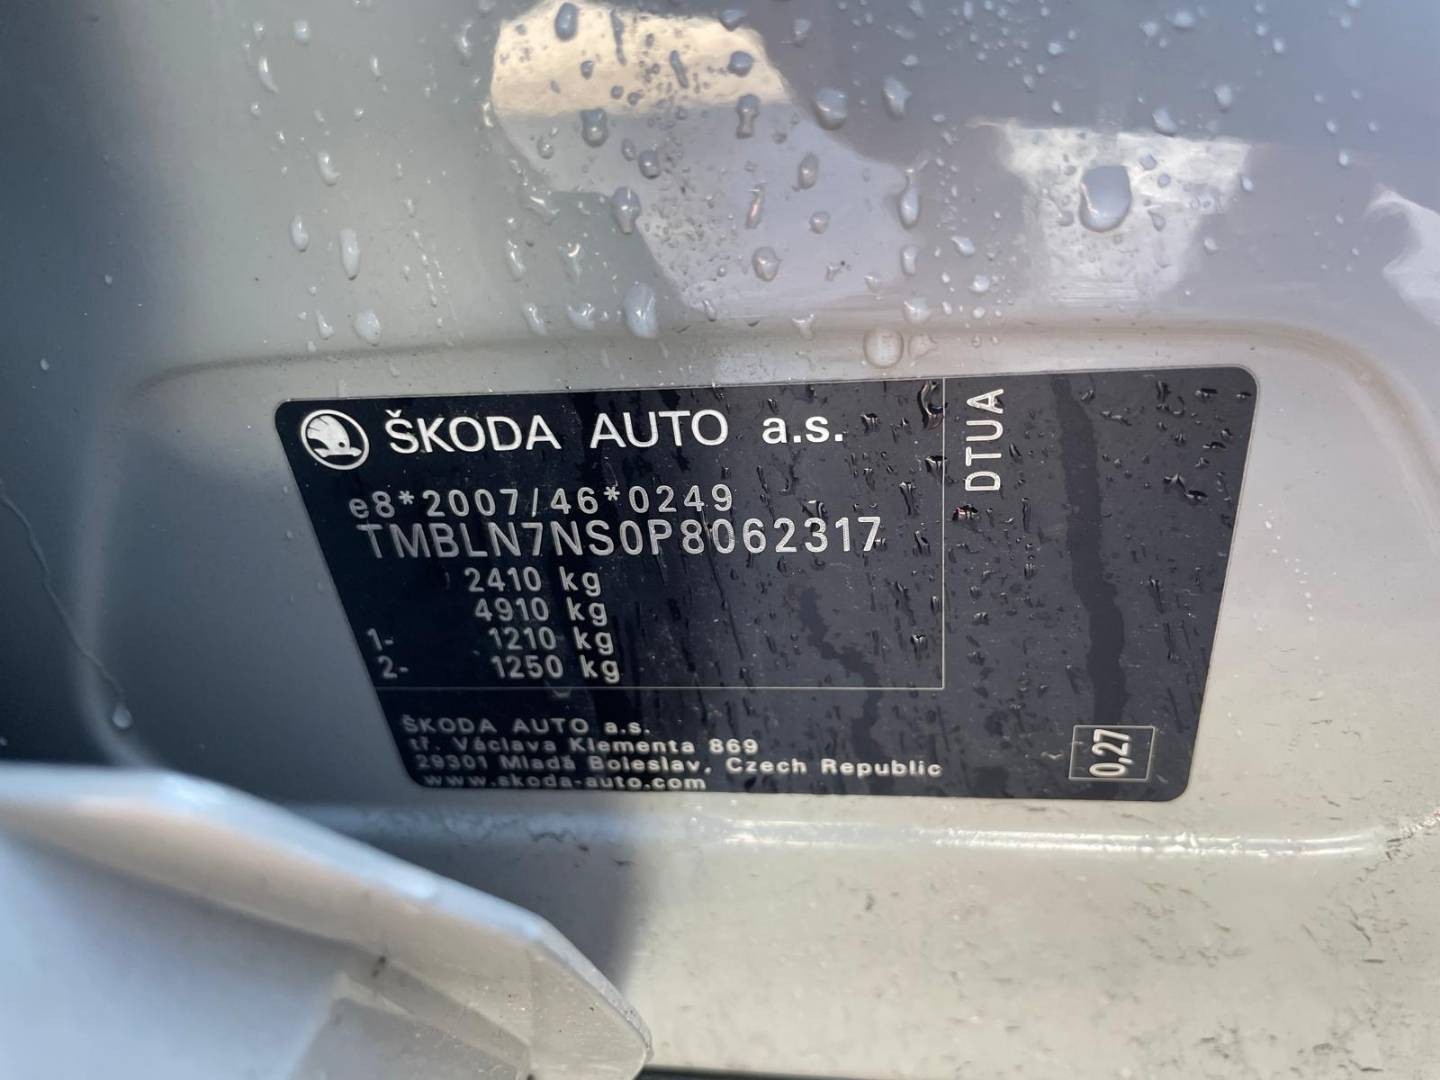 ŠKODA AUTO a.s.
e8*2007/46*0249
TMBLN7NS0P8062317
2410 kg
4910 kg
1- 1210 kg
2- 1250 kg
ŠKODA AUTO a.s.
tř. Václava Klementa 869
29301 Mladá Boleslav, Czech Republic
www.skoda-auto.com
DTUA
0,27